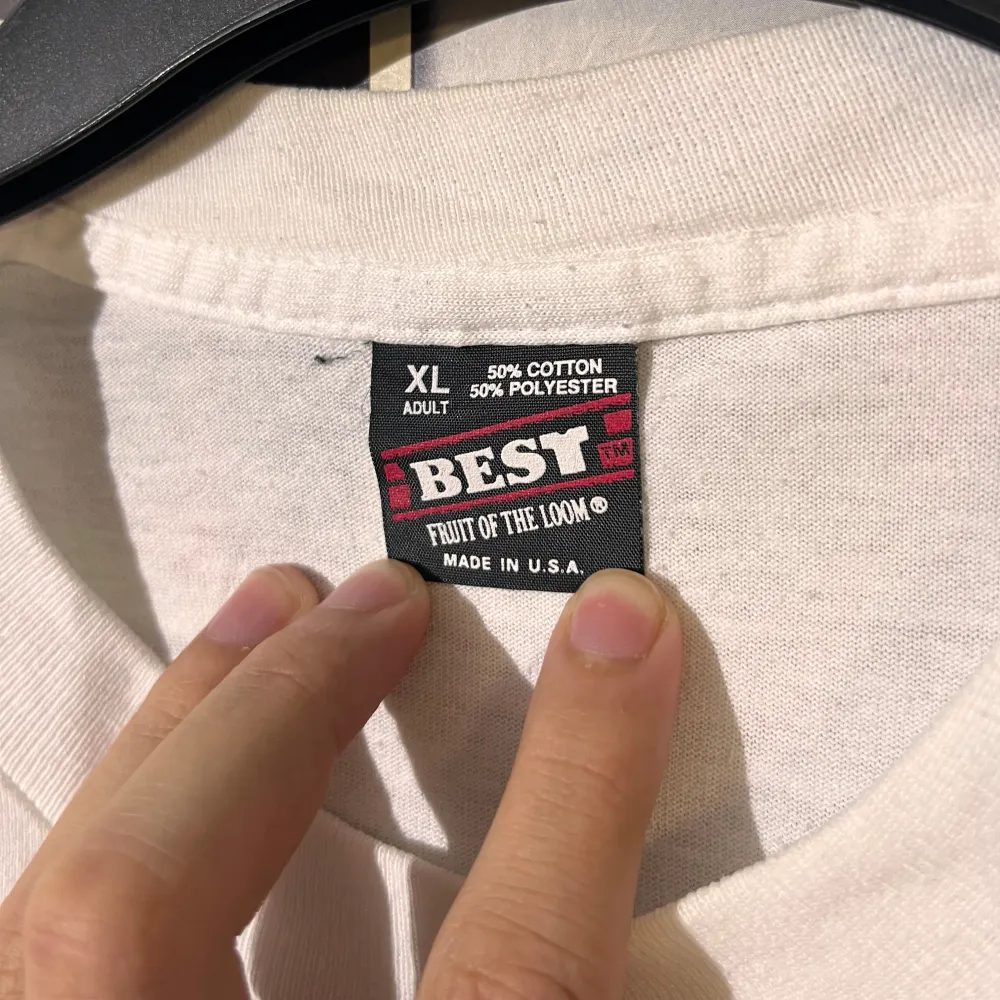 XL
ADULT
50% COTTON
50% POLYESTER
BEST TM
FRUIT OF THE LOOM®
MADE IN U.S.A.